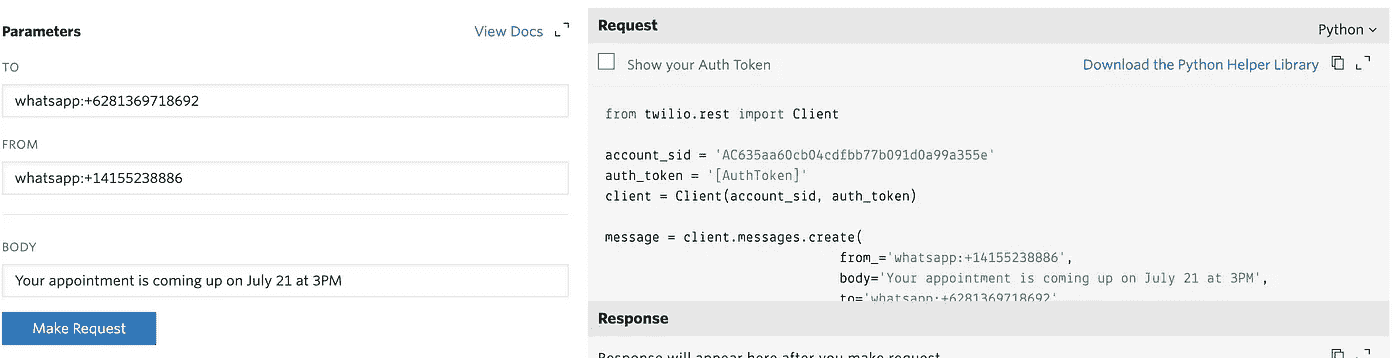 Parameters
View Docs
TO
whatsapp:+6281369718692
FROM
whatsapp:+14155238886
BODY
Your appointment is coming up on July 21 at 3PM
Make Request
Request
Python
Show your Auth Token
Download the Python Helper Library
from twilio.rest import Client
account_sid = 'AC635aa60cb04cdfbb77b091d0a99a355e'
auth_token = '[AuthToken]'
client = Client(account_sid, auth_token)
message = client.messages.create(
from_='whatsapp:+14155238886',
body='Your appointment is coming up on July 21 at 3PM',
to='whatsapp:+6281369718692'
Response
Response will appear here after you make request